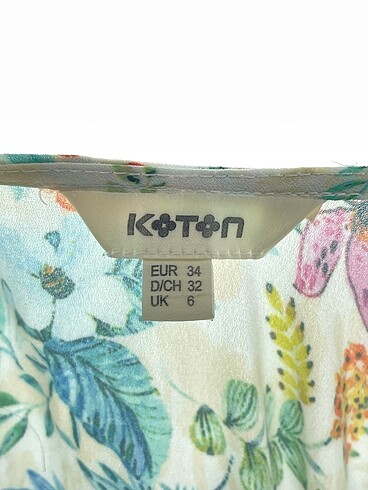 KOTON
EUR 34
D/CH 32
UK 6